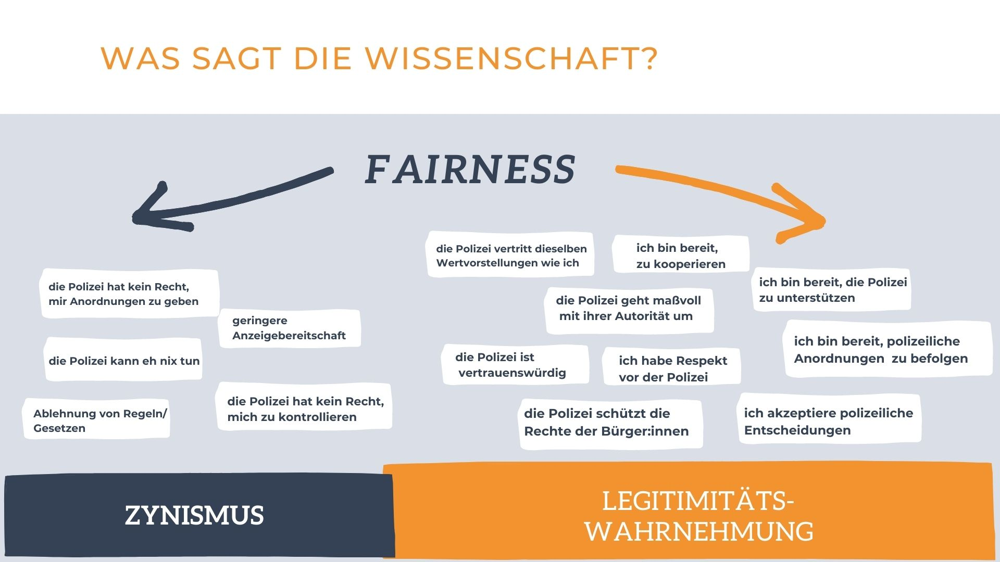 WAS SAGT DIE WISSENSCHAFT?
FAIRNESS
die Polizei hat kein Recht,
mir Anordnungen zu geben
geringere
Anzeigebereitschaft
die Polizei kann eh nix tun
die Polizei hat kein Recht,
mich zu kontrollieren
Ablehnung von Regeln/
Gesetzen
ZYNISMUS
die Polizei vertritt dieselben
Wertvorstellungen wie ich
ich bin bereit,
zu kooperieren
ich bin bereit, die Polizei
zu unterstützen
die Polizei geht maßvoll
mit ihrer Autorität um
ich bin bereit, polizeiliche
Anordnungen zu befolgen
die Polizei ist
vertrauenswürdig
ich habe Respekt
vor der Polizei
die Polizei schützt die
Rechte der Bürger:innen
ich akzeptiere polizeiliche
Entscheidungen
LEGITIMITÄTS-
WAHRNEHMUNG